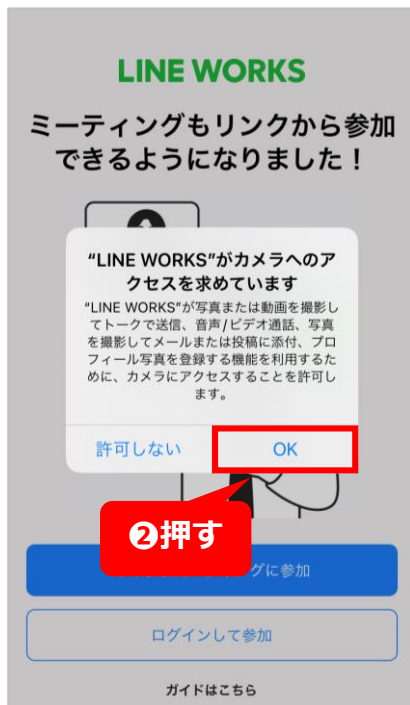 LINE WORKS
ミーティングもリンクから参加
できるようになりました！
“LINE WORKS”がカメラへのア
クセスを求めています
“LINE WORKS”が写真または動画を撮影し
てトークで送信、音声/ビデオ通話、写真
を撮影してメールまたは投稿に添付、プロ
フィール写真を登録する機能を利用するた
めに、カメラにアクセスすることを許可し
ます。
許可しない
OK
❷押す
グに参加
ログインして参加
ガイドはこちら